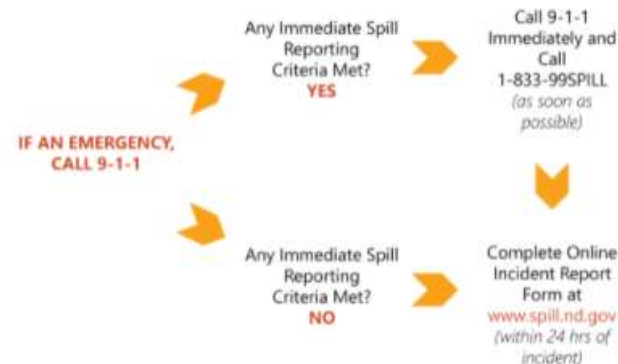 IF AN EMERGENCY,
CALL 9-1-1
Any Immediate Spill
Reporting
Criteria Met?
YES
Call 9-1-1
Immediately and
Call
1-833-99SPILL
(as soon as
possible)
Any Immediate Spill
Reporting
Criteria Met?
NO
Complete Online
Incident Report
Form at
www.spill.nd.gov
(within 24 hrs of
incident)